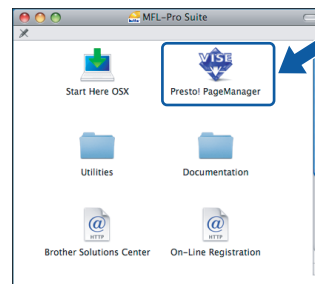 MFL-Pro Suite
VISE
Start Here OSX
Presto! PageManager
Utilities
Documentation
@
HTTP
@
HTTP
Brother Solutions Center
On-Line Registration